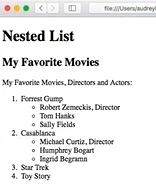 file:///Users/audrey
Nested List
My Favorite Movies
My Favorite Movies, Directors and Actors:
1. Forrest Gump
○ Robert Zemeckis, Director
○ Tom Hanks
○ Sally Fields
2. Casablanca
○ Michael Curtiz, Director
○ Humphrey Bogart
○ Ingrid Begramn
3. Star Trek
4. Toy Story